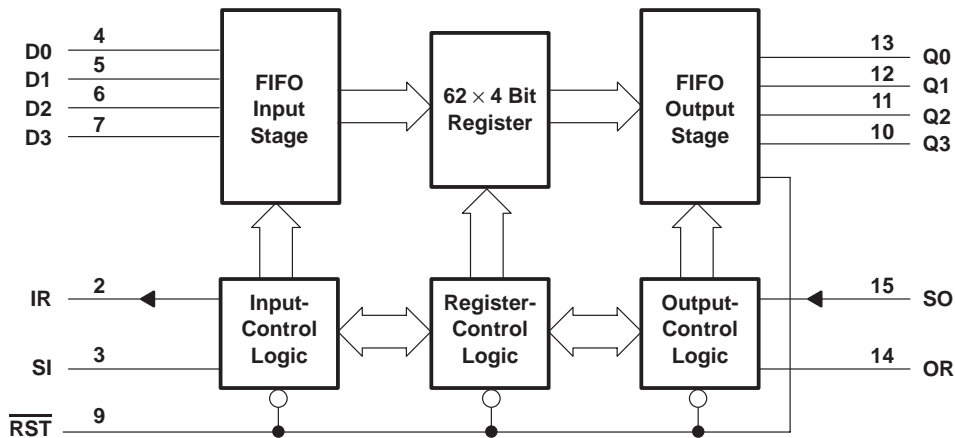 D0
4
D1
5
D2
6
D3
7
FIFO
Input
Stage
62 × 4 Bit
Register
FIFO
Output
Stage
13
Q0
12
Q1
11
Q2
10
Q3
IR
2
SI
3
Input-
Control
Logic
Register-
Control
Logic
Output-
Control
Logic
15
SO
14
OR
R̅S̅T̅
9